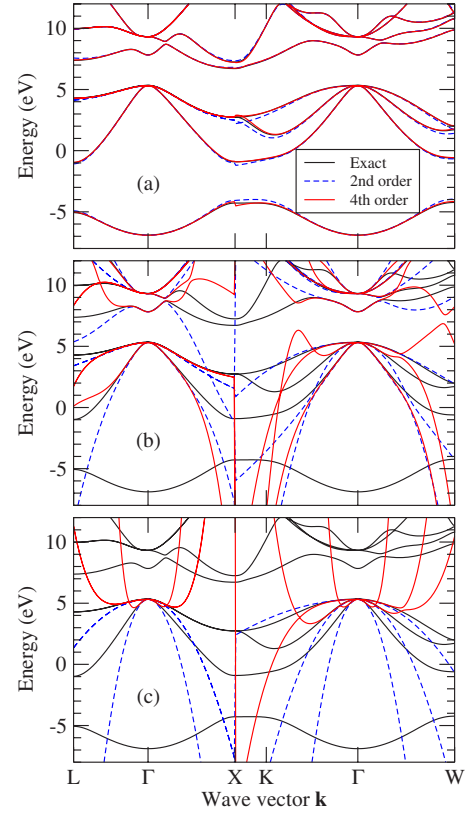 10
5
0
-5
Energy (eV)
(a)
Exact
2nd order
4th order
10
5
0
-5
Energy (eV)
(b)
10
5
0
-5
Energy (eV)
(c)
L Γ X K Γ W
Wave vector k